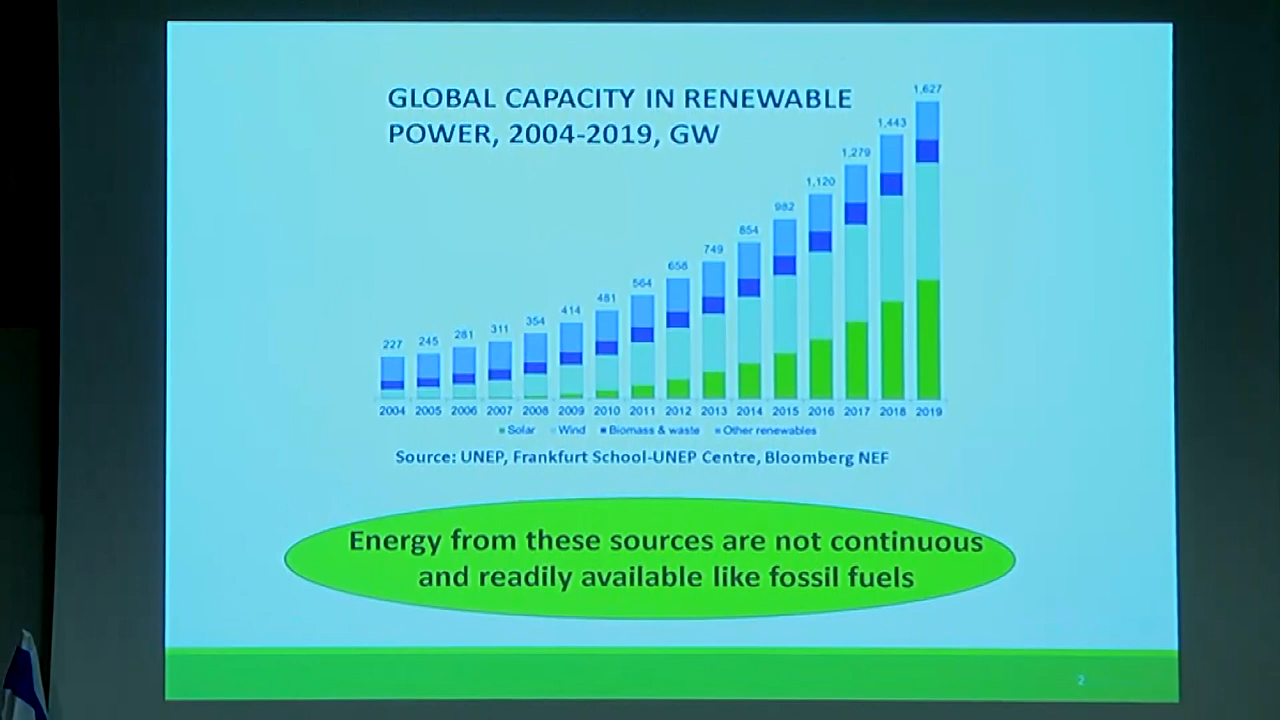 GLOBAL CAPACITY IN RENEWABLE
POWER, 2004-2019, GW
227 245 281 311 354 414 481 564 658 749 854 982 1,120 1,279 1,443 1,627
2004 2005 2006 2007 2008 2009 2010 2011 2012 2013 2014 2015 2016 2017 2018 2019
Solar Wind Biomass & waste Other renewables
Source: UNEP, Frankfurt School-UNEP Centre, Bloomberg NEF
Energy from these sources are not continuous
and readily available like fossil fuels
2